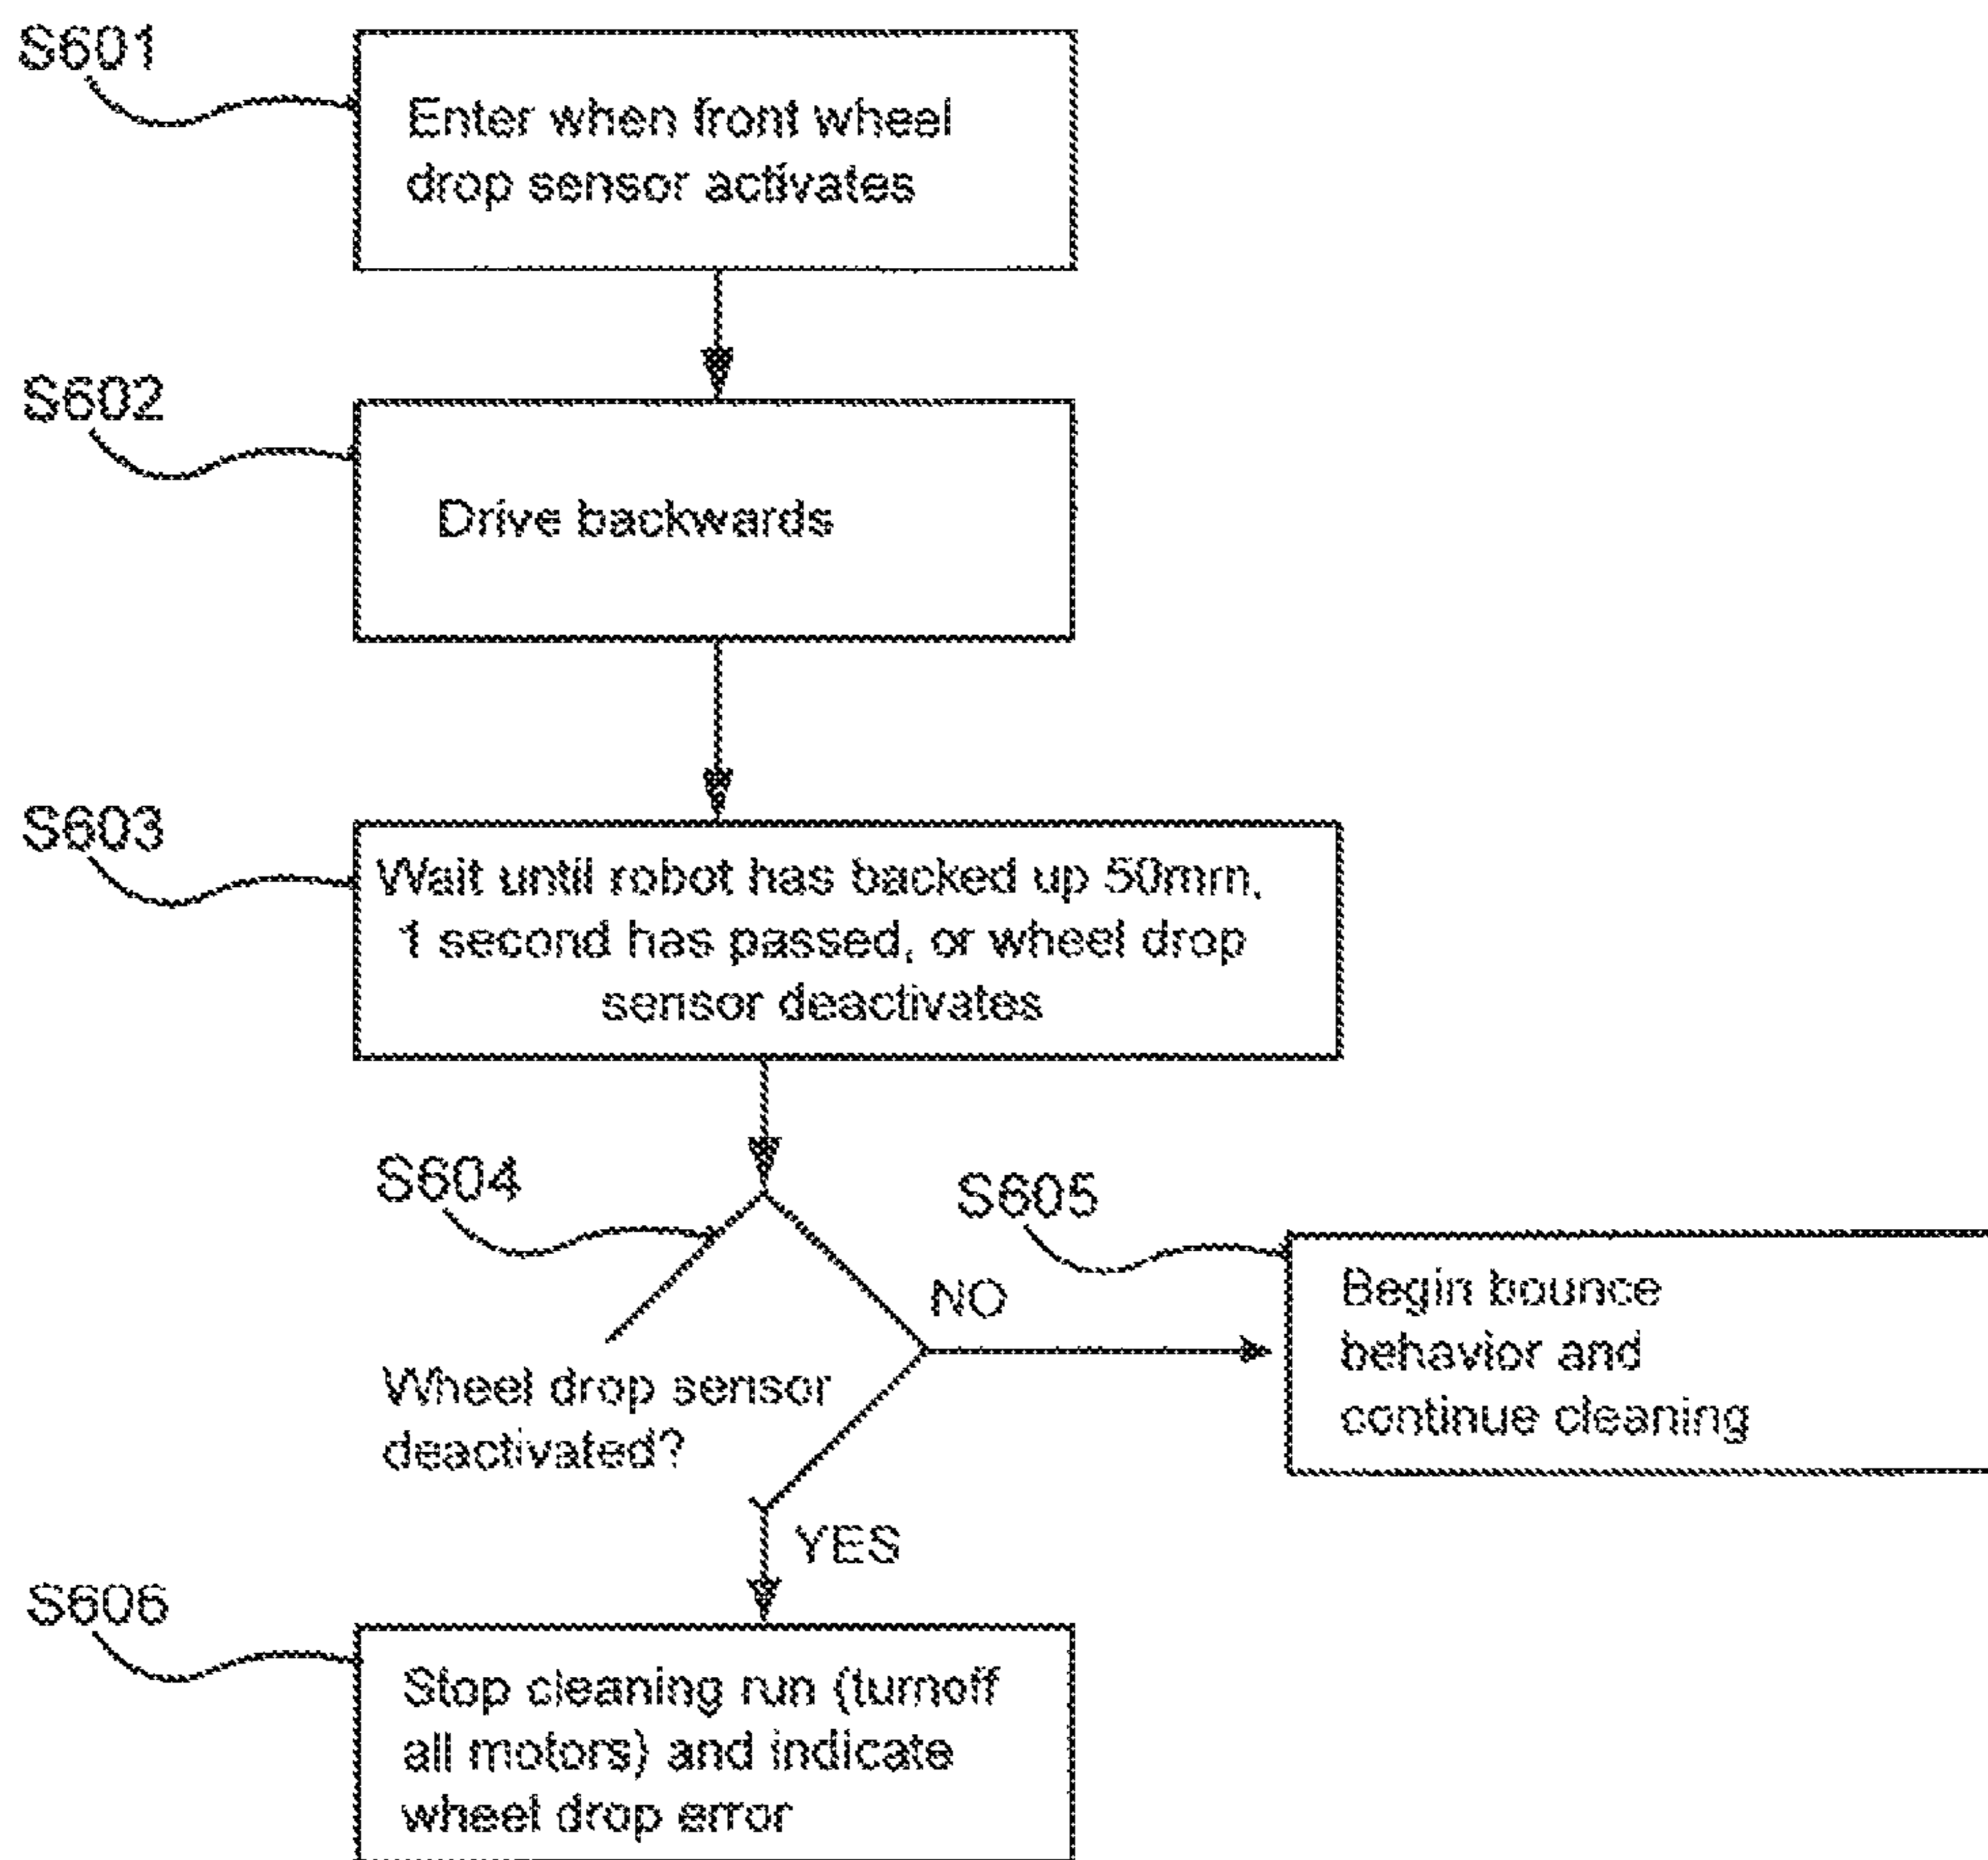 S601
Enter when front wheel
drop sensor activates
S602
Drive backwards
S603
Wait until robot has backed up 50mm,
1 second has passed, or wheel drop
sensor deactivates
S604
S605
NO
Begin bounce
behavior and
continue cleaning
Wheel drop sensor
deactivated?
YES
S606
Stop cleaning run (turnoff
all motors) and indicate
wheel drop error